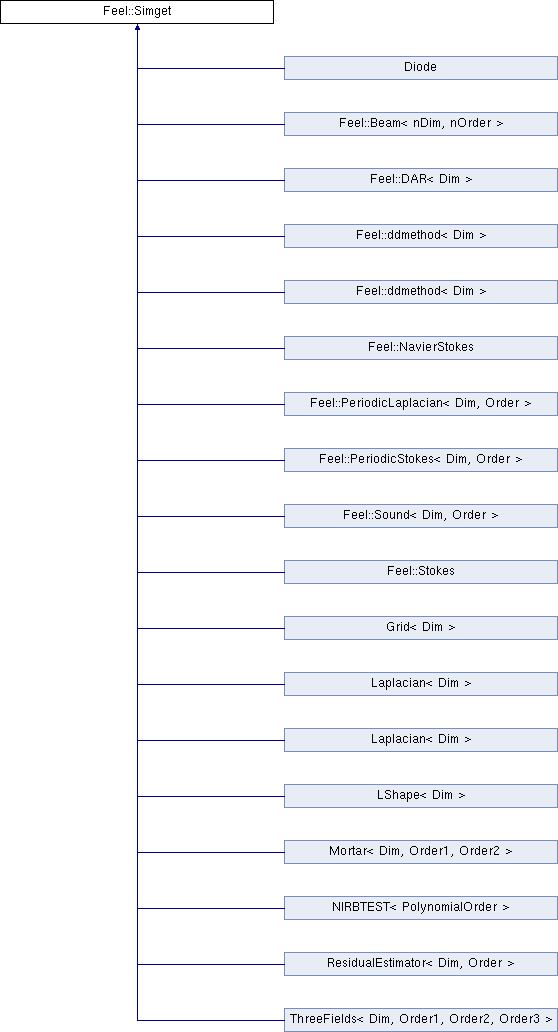 Feel::Simget
Diode
Feel::Beam< nDim, nOrder >
Feel::DAR< Dim >
Feel::ddmethod< Dim >
Feel::ddmethod< Dim >
Feel::NavierStokes
Feel::PeriodicLaplacian< Dim, Order >
Feel::PeriodicStokes< Dim, Order >
Feel::Sound< Dim, Order >
Feel::Stokes
Grid< Dim >
Laplacian< Dim >
Laplacian< Dim >
LShape< Dim >
Mortar< Dim, Order1, Order2 >
NIRBTEST< PolynomialOrder >
ResidualEstimator< Dim, Order >
ThreeFields< Dim, Order1, Order2, Order3 >